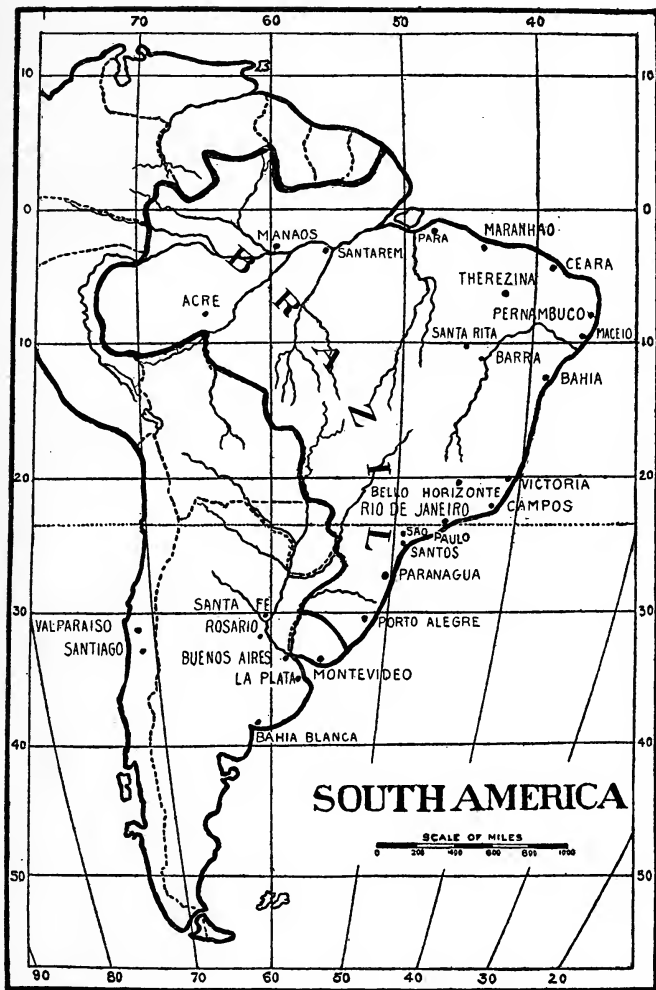 70 60 50 40
10 10
0 0
MANAOS
PARÁ
MARANHAO
SANTAREM
CEARA
THEREZINA
ACRE
PERNAMBUCO
SANTA RITA
MACEIO
10 BARRA 10
BAHIA
BRAZIL
20 20
VICTORIA
BELLO HORIZONTE
CAMPOS
RIO DE JANEIRO
SAO PAULO
SANTOS
PARANAGUA
SANTA FE
30 30
PORTO ALEGRE
VALPARAISO
ROSARIO
SANTIAGO
BUENOS AIRES
MONTEVIDEO
LA PLATA
BAHIA BLANCA
40 40
SOUTH AMERICA
SCALE OF MILES
0 200 400 600 800 1000
50 50
90 80 70 60 50 40 30 20